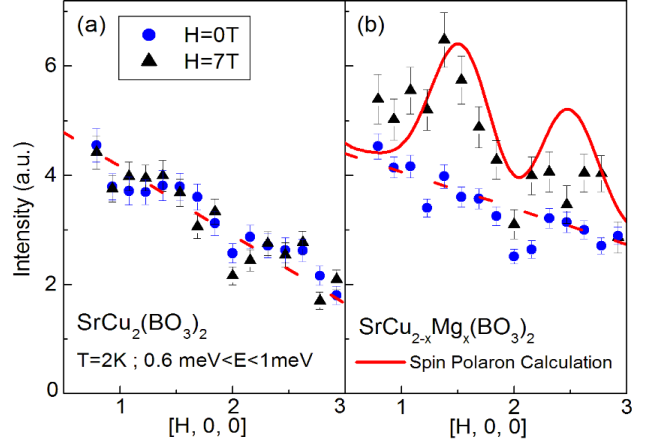 (a)
H=0T
H=7T
(b)
6
4
2
0
Intensity (a.u.)
SrCu₂(BO₃)₂
T=2K ; 0.6 meV<E<1meV
SrCu₂₋ₓMgₓ(BO₃)₂
Spin Polaron Calculation
1 2 3
1 2 3
[H, 0, 0]
[H, 0, 0]